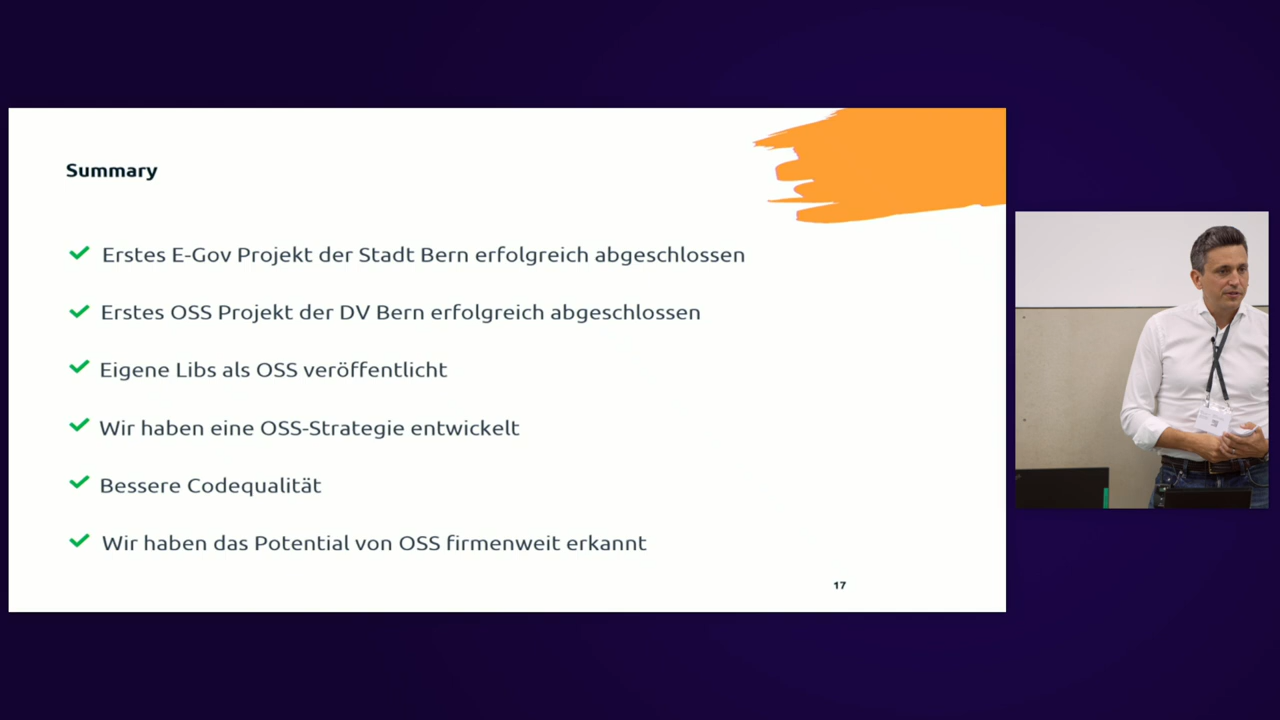 Summary
Erstes E-Gov Projekt der Stadt Bern erfolgreich abgeschlossen
Erstes OSS Projekt der DV Bern erfolgreich abgeschlossen
Eigene Libs als OSS veröffentlicht
Wir haben eine OSS-Strategie entwickelt
Bessere Codequalität
Wir haben das Potential von OSS firmenweit erkannt
17